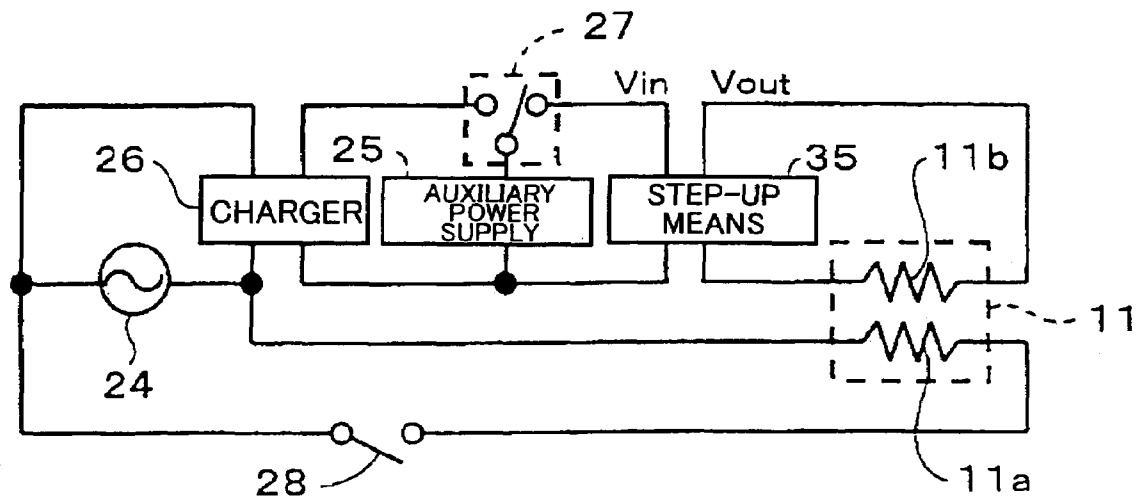 27
Vin
Vout
26
25
35
11b
CHARGER
AUXILIARY
POWER
SUPPLY
STEP-UP
MEANS
11
24
28
11a